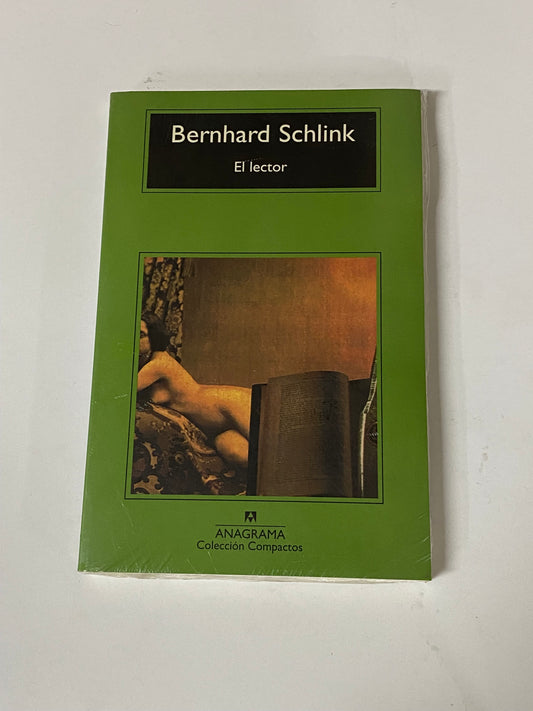 Bernhard Schlink
El lector
ANAGRAMA
Colección Compactos